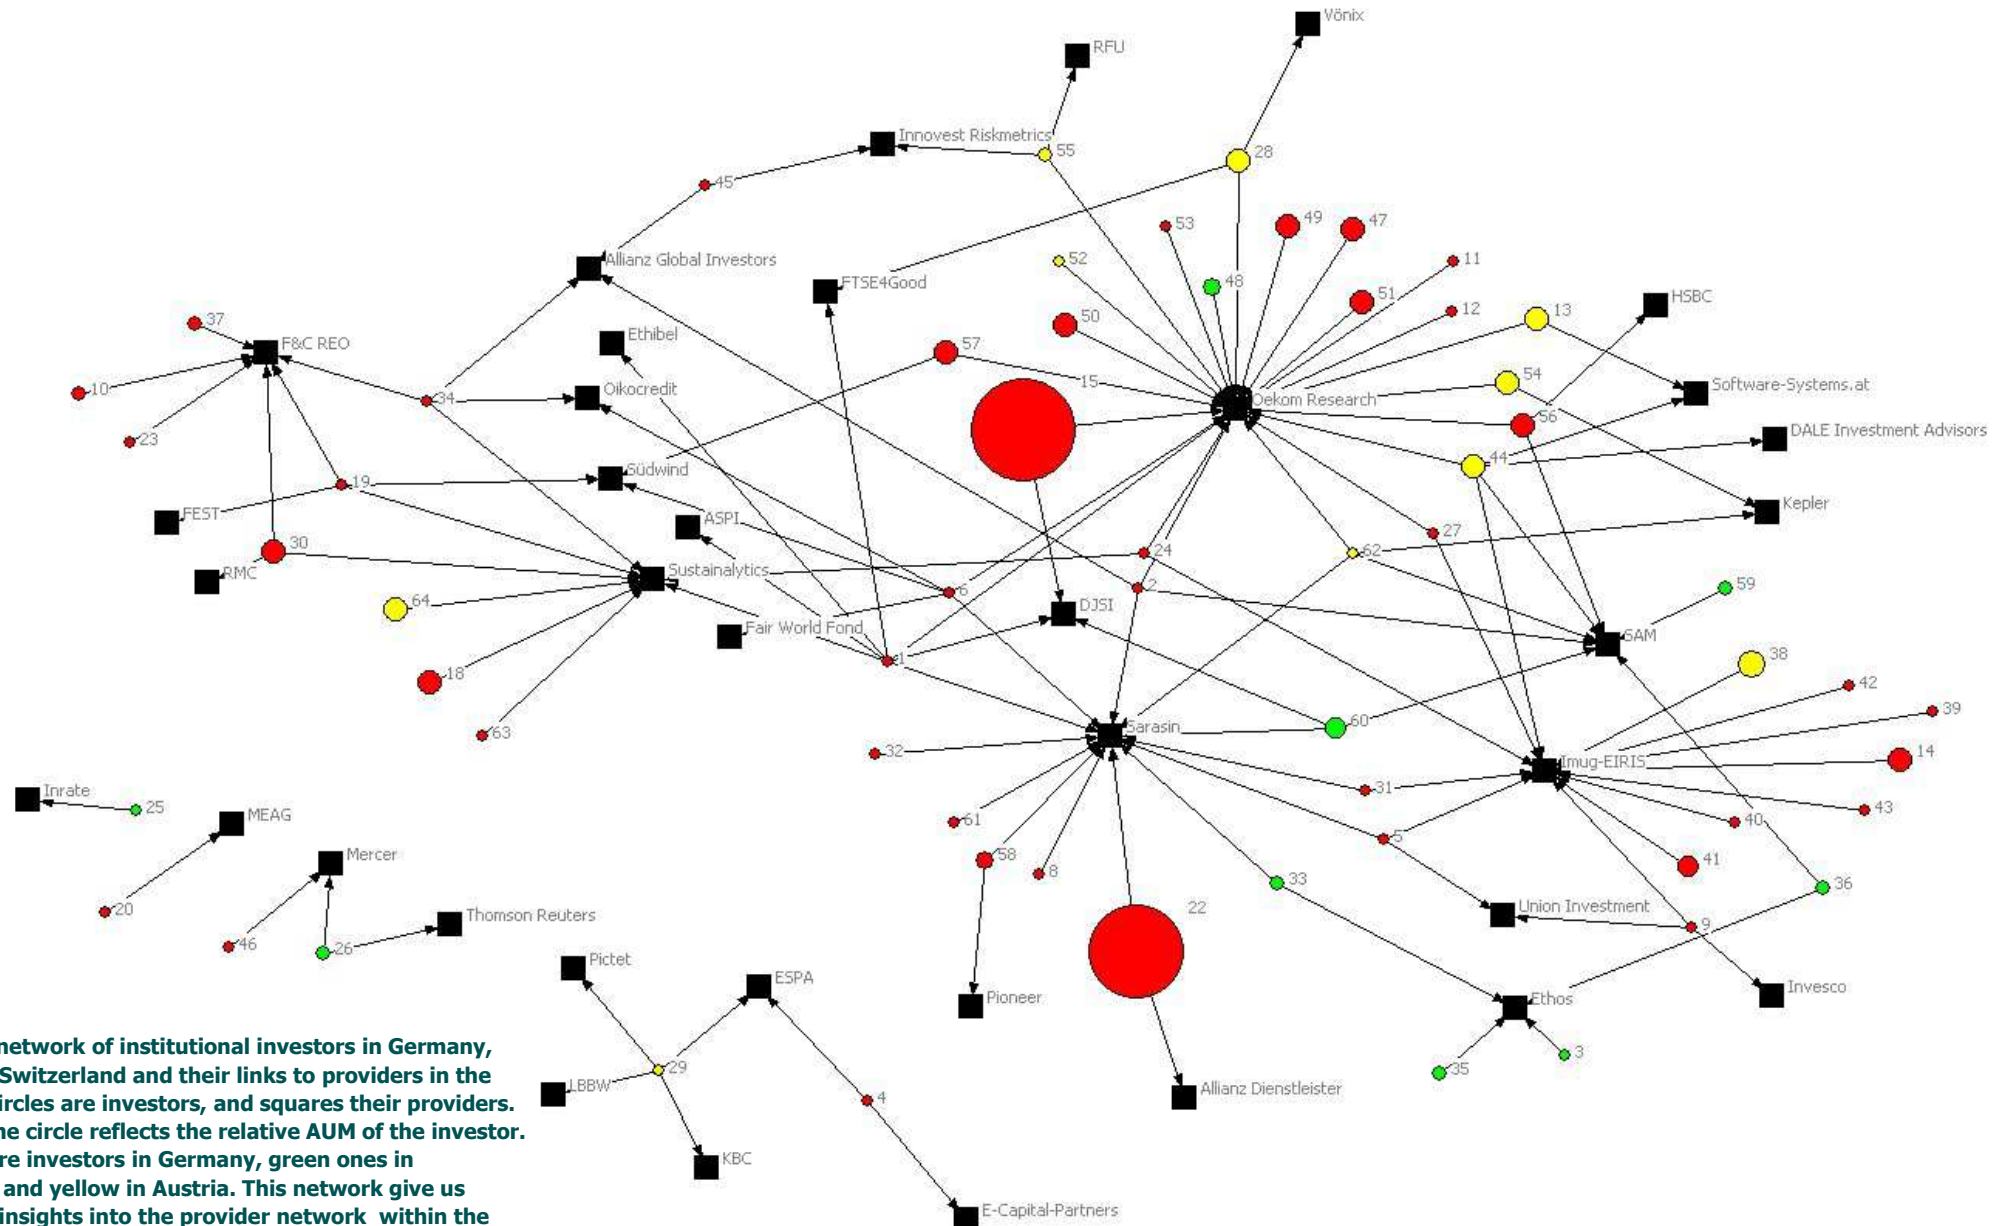 Vönix
RFU
Innovest Riskmetrics
55
28
45
53
49
47
52
11
Allianz Global Investors
FTSE4Good
48
HSBC
51
12
13
37
50
F&C REO
Ethibel
57
10
Oikocredit
15
54
Software-Systems.at
34
Oekom Research
56
23
DALE Investment Advisors
44
Südwind
19
FEST
ASPI
Kepler
30
27
RMC
Sustainalytics
24
62
6
2
59
64
DJSI
Fair World Fond
SAM
1
38
18
42
39
63
Sarasin
60
32
14
Imug-EIRIS
Inrate
25
31
MEAG
61
43
40
5
Mercer
58
8
41
33
36
20
Thomson Reuters
22
Union Investment
46
26
9
Pictet
ESPA
Pioneer
Ethos
Invesco
network of institutional investors in Germany,
3
Switzerland and their links to providers in the
29
35
LBBW
Allianz Dienstleister
ircles are investors, and squares their providers.
4
he circle reflects the relative AUM of the investor.
re investors in Germany, green ones in
KBC
and yellow in Austria. This network give us
E-Capital-Partners
insights into the provider network within the